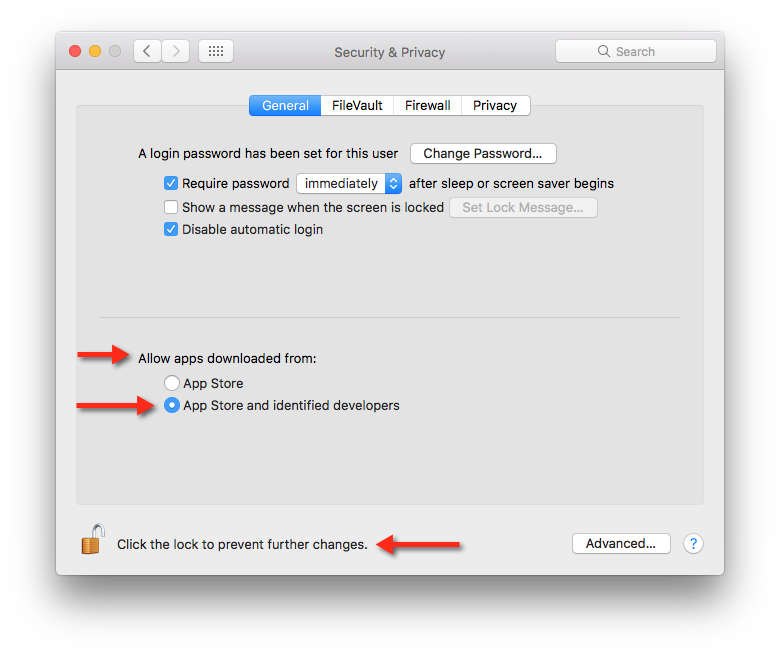 Security & Privacy
Search
General FileVault Firewall Privacy
A login password has been set for this user Change Password...
Require password immediately after sleep or screen saver begins
Show a message when the screen is locked Set Lock Message...
Disable automatic login
Allow apps downloaded from:
App Store
App Store and identified developers
Click the lock to prevent further changes. Advanced... ?